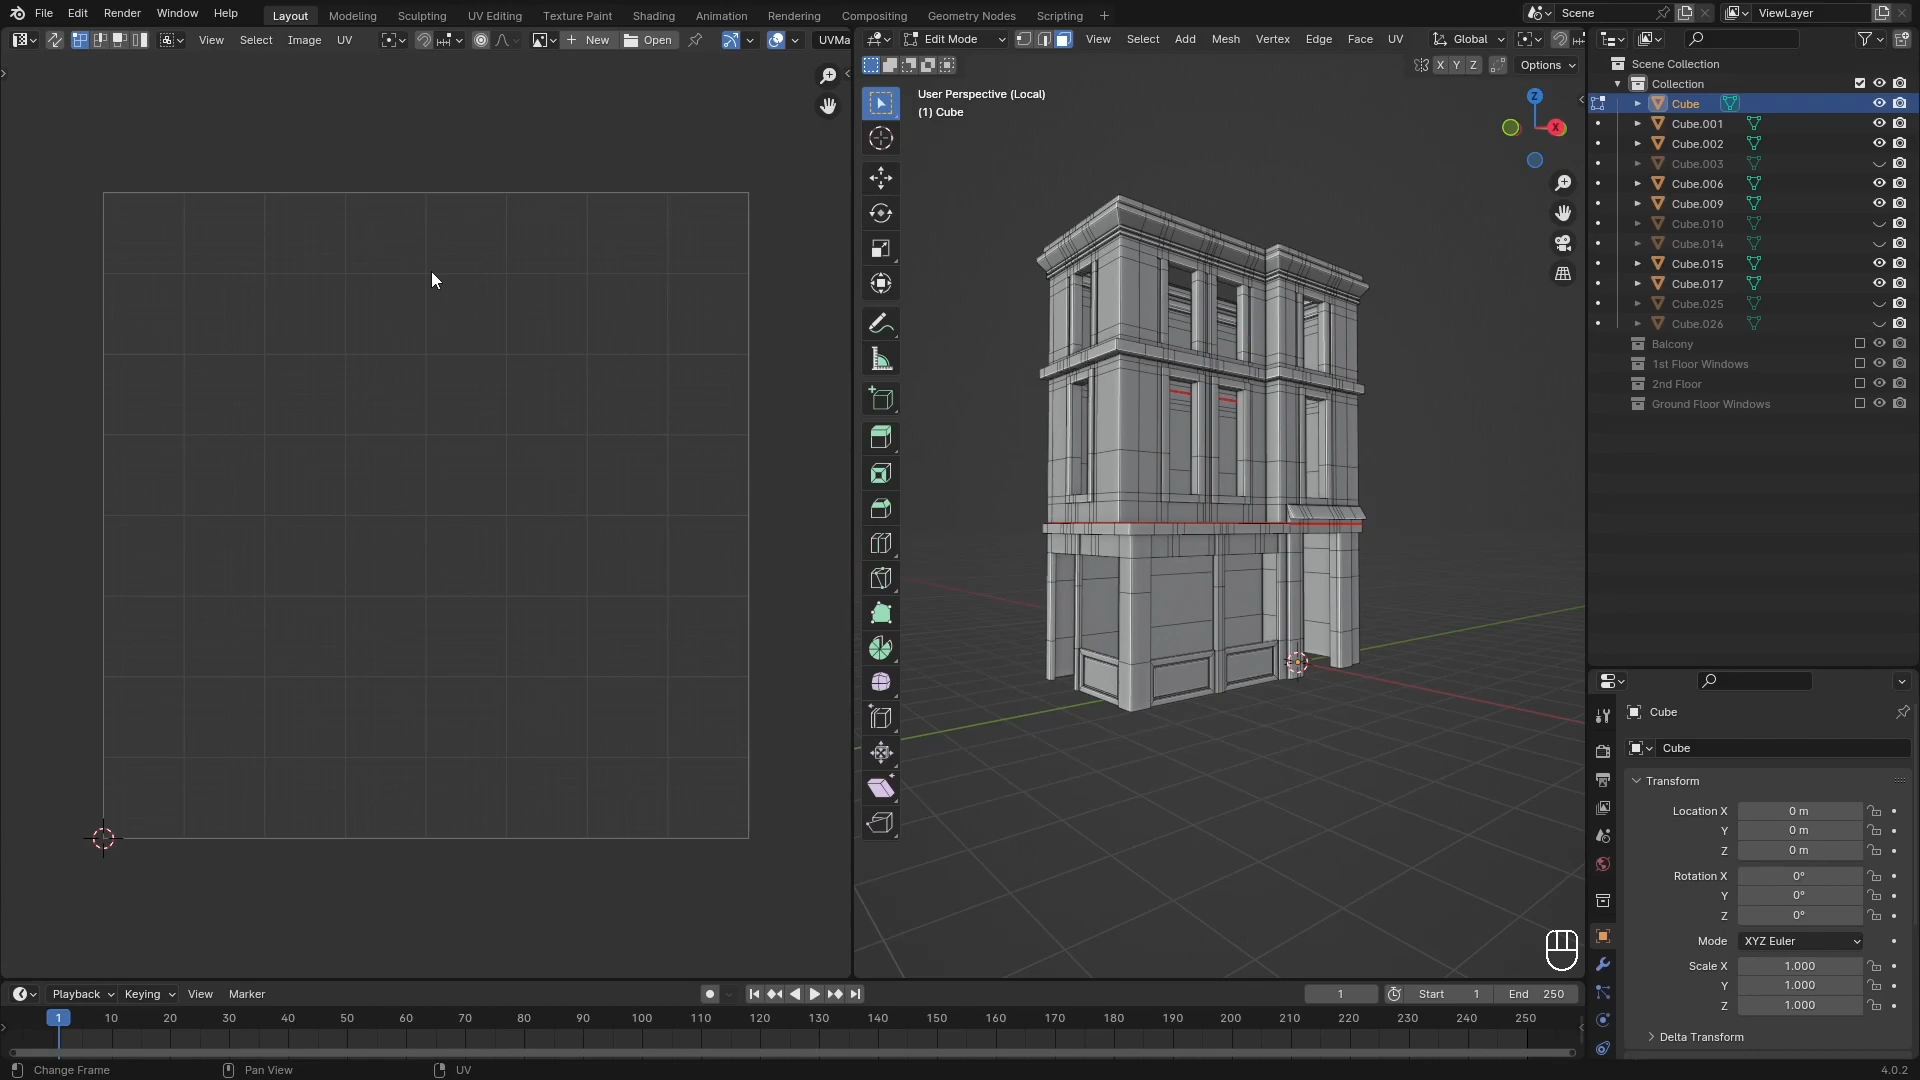 File Edit Render Window Help Layout Modeling Sculpting UV Editing Texture Paint Shading Animation Rendering Compositing Geometry Nodes Scripting + Scene ViewLayer
View Select Image UV New Open UVMa Edit Mode View Select Add Mesh Vertex Edge Face UV Global
X Y Z Options
User Perspective (Local)
(1) Cube
Z
X
Scene Collection
Collection
Cube
Cube.001
Cube.002
Cube.003
Cube.006
Cube.009
Cube.010
Cube.014
Cube.015
Cube.017
Cube.025
Cube.026
Balcony
1st Floor Windows
2nd Floor
Ground Floor Windows
Cube
Cube
Transform
Location X 0 m
Y 0 m
Z 0 m
Rotation X 0°
Y 0°
Z 0°
Mode XYZ Euler
Scale X 1.000
Y 1.000
Z 1.000
Delta Transform
Playback Keying View Marker 1 Start 1 End 250
1 10 20 30 40 50 60 70 80 90 100 110 120 130 140 150 160 170 180 190 200 210 220 230 240 250
Change Frame Pan View UV 4.0.2